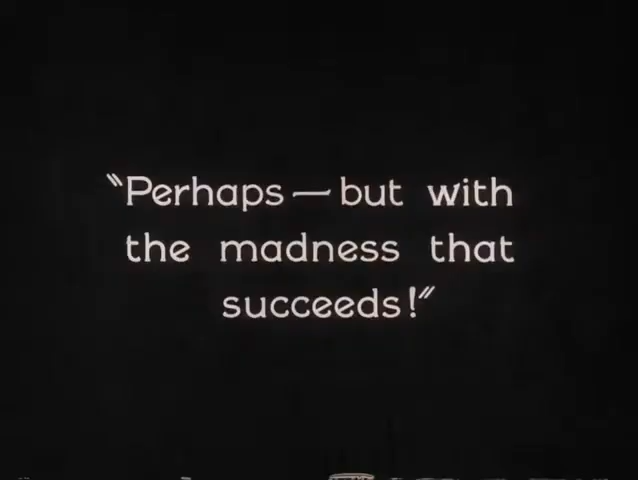 "Perhaps — but with
the madness that
succeeds!"